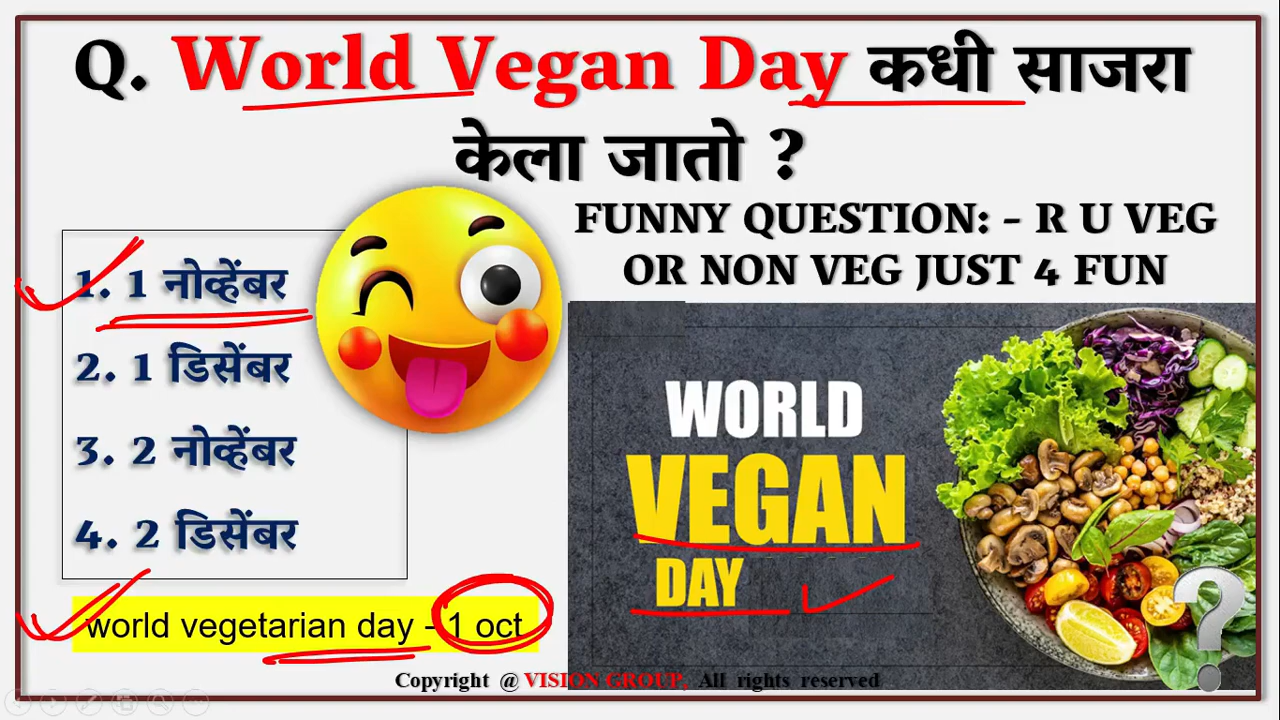 Q. World Vegan Day कधी साजरा
केला जातो ?
FUNNY QUESTION: - R U VEG
OR NON VEG JUST 4 FUN
1. 1 नोव्हेंबर
2. 1 डिसेंबर
3. 2 नोव्हेंबर
4. 2 डिसेंबर
world vegetarian day - 1 oct
WORLD
VEGAN
DAY
Copyright @ VISION GROUP, All rights reserved